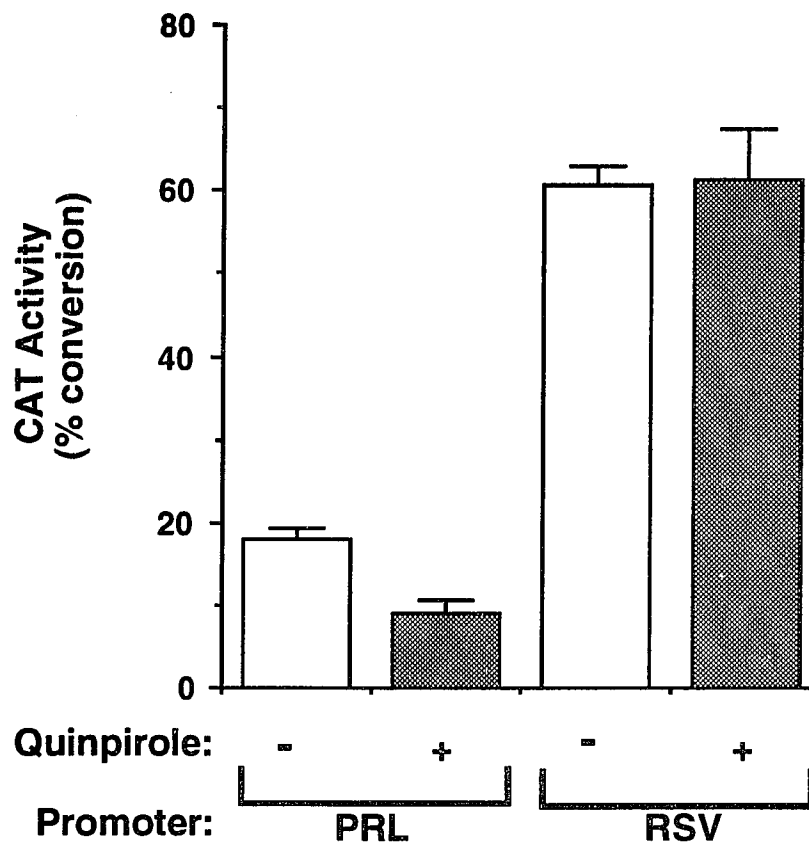 80
60
40
20
0
CAT Activity
(% conversion)
Quinpirole: - + - +
Promoter: PRL RSV